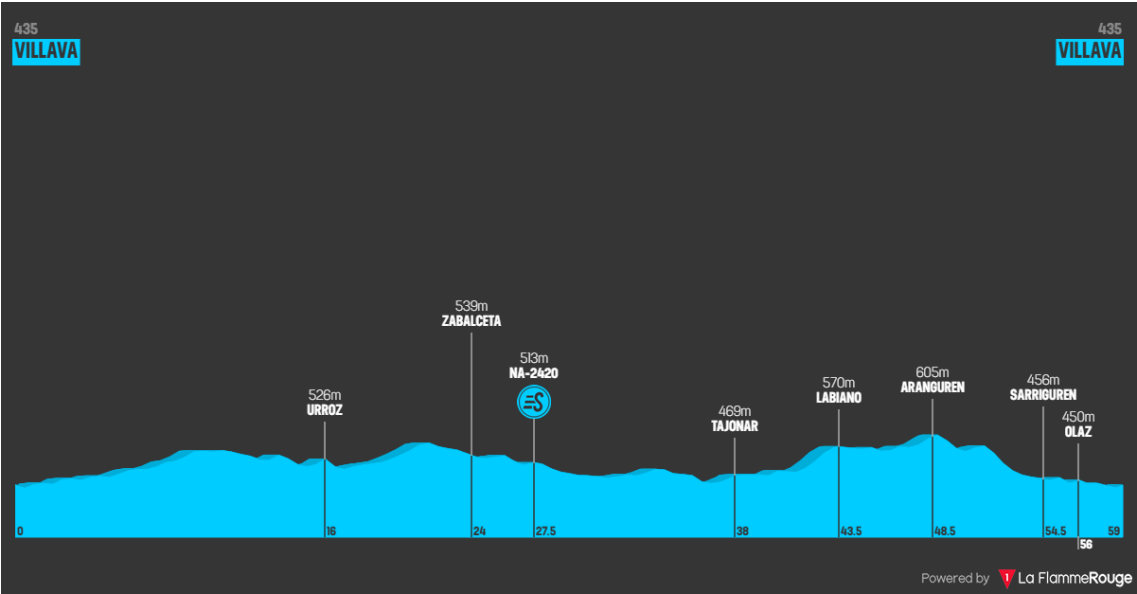 435
VILLAVA
435
VILLAVA
539m
ZABALCETA
513m
NA-2420
S
526m
URROZ
469m
TAJONAR
570m
LABIANO
605m
ARANGUREN
456m
SARRIGUREN
450m
OLAZ
0
16
24
27.5
38
43.5
48.5
54.5
59
56
Powered by 1 La FlammeRouge